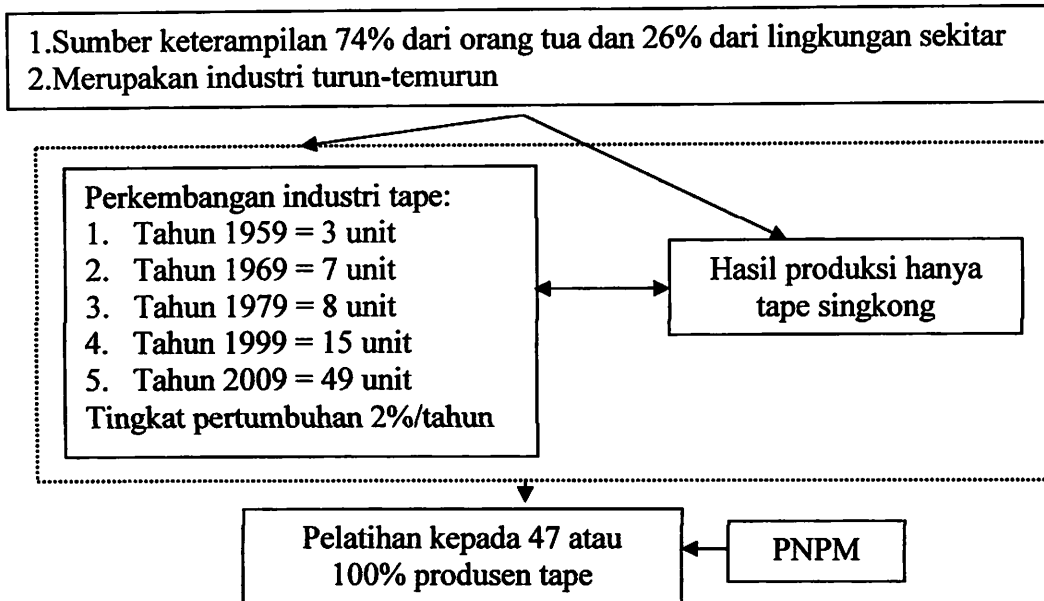 1.Sumber keterampilan 74% dari orang tua dan 26% dari lingkungan sekitar
2.Merupakan industri turun-temurun
Perkembangan industri tape:
1. Tahun 1959 = 3 unit
2. Tahun 1969 = 7 unit
3. Tahun 1979 = 8 unit
4. Tahun 1999 = 15 unit
5. Tahun 2009 = 49 unit
Tingkat pertumbuhan 2%/tahun
Hasil produksi hanya
tape singkong
Pelatihan kepada 47 atau
100% produsen tape
PNPM